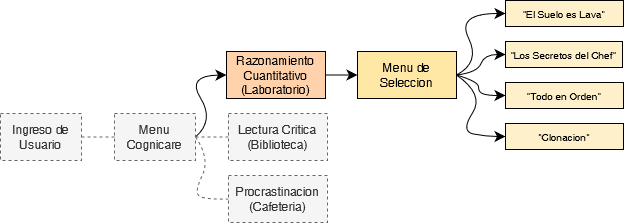 "El Suelo es Lava"
Razonamiento
Cuantitativo
(Laboratorio)
Menu de
Seleccion
"Los Secretos del Chef"
"Todo en Orden"
"Clonacion"
Ingreso de
Usuario
Menu
Cognicare
Lectura Critica
(Biblioteca)
Procrastinacion
(Cafeteria)